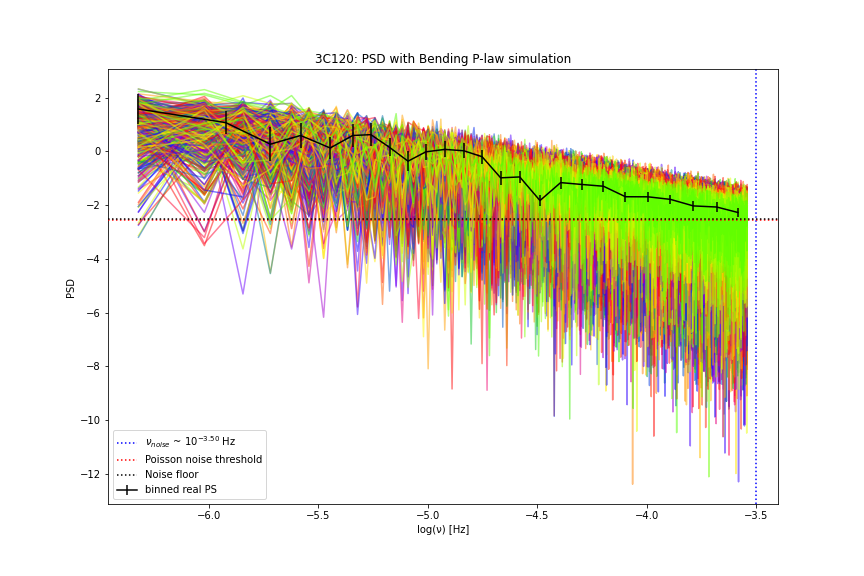 3C120: PSD with Bending P-law simulation
2
0
−2
−4
−6
−8
−10
−12
PSD
ν_noise ~ 10^−3.50 Hz
Poisson noise threshold
Noise floor
binned real PS
−6.0 −5.5 −5.0 −4.5 −4.0 −3.5
log(ν) [Hz]